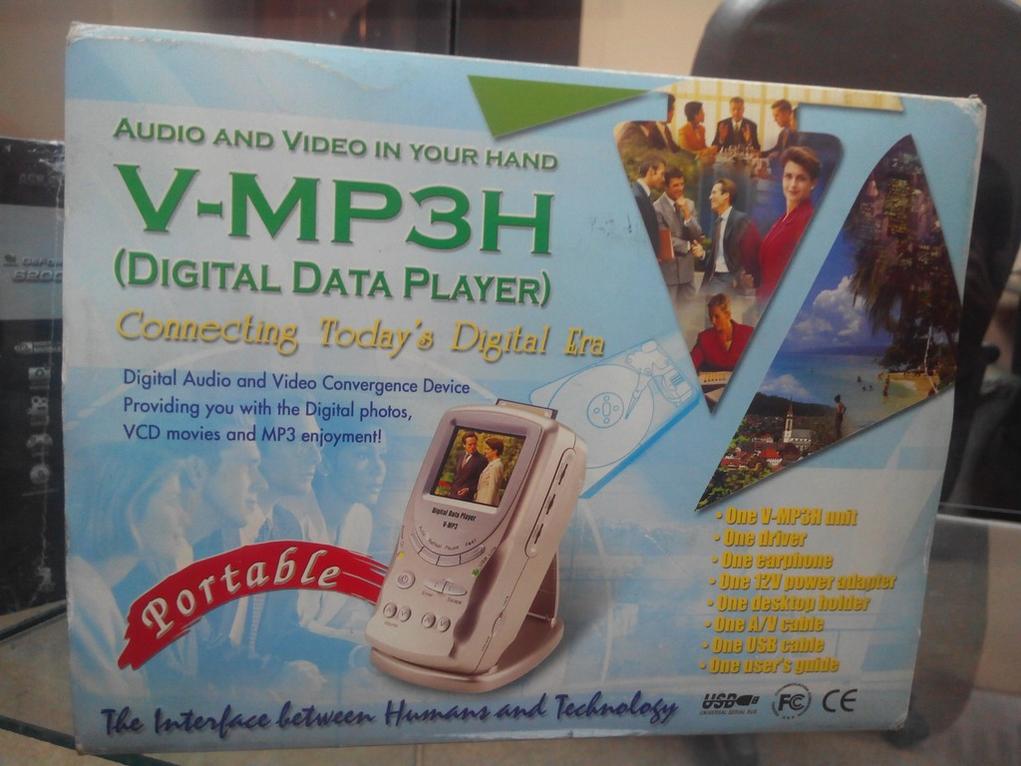 AUDIO AND VIDEO IN YOUR HAND
V-MP3H
(DIGITAL DATA PLAYER)
Connecting Today's Digital Era
Digital Audio and Video Convergence Device
Providing you with the Digital photos,
VCD movies and MP3 enjoyment!
Digital Data Player
V-MP3
Portable
• One V-MP3H unit
• One driver
• One earphone
• One 12V power adapter
• One desktop holder
• One A/V cable
• One USB cable
• One user's guide
The Interface between Humans and Technology
USB
UNIVERSAL SERIAL BUS
FC
CE